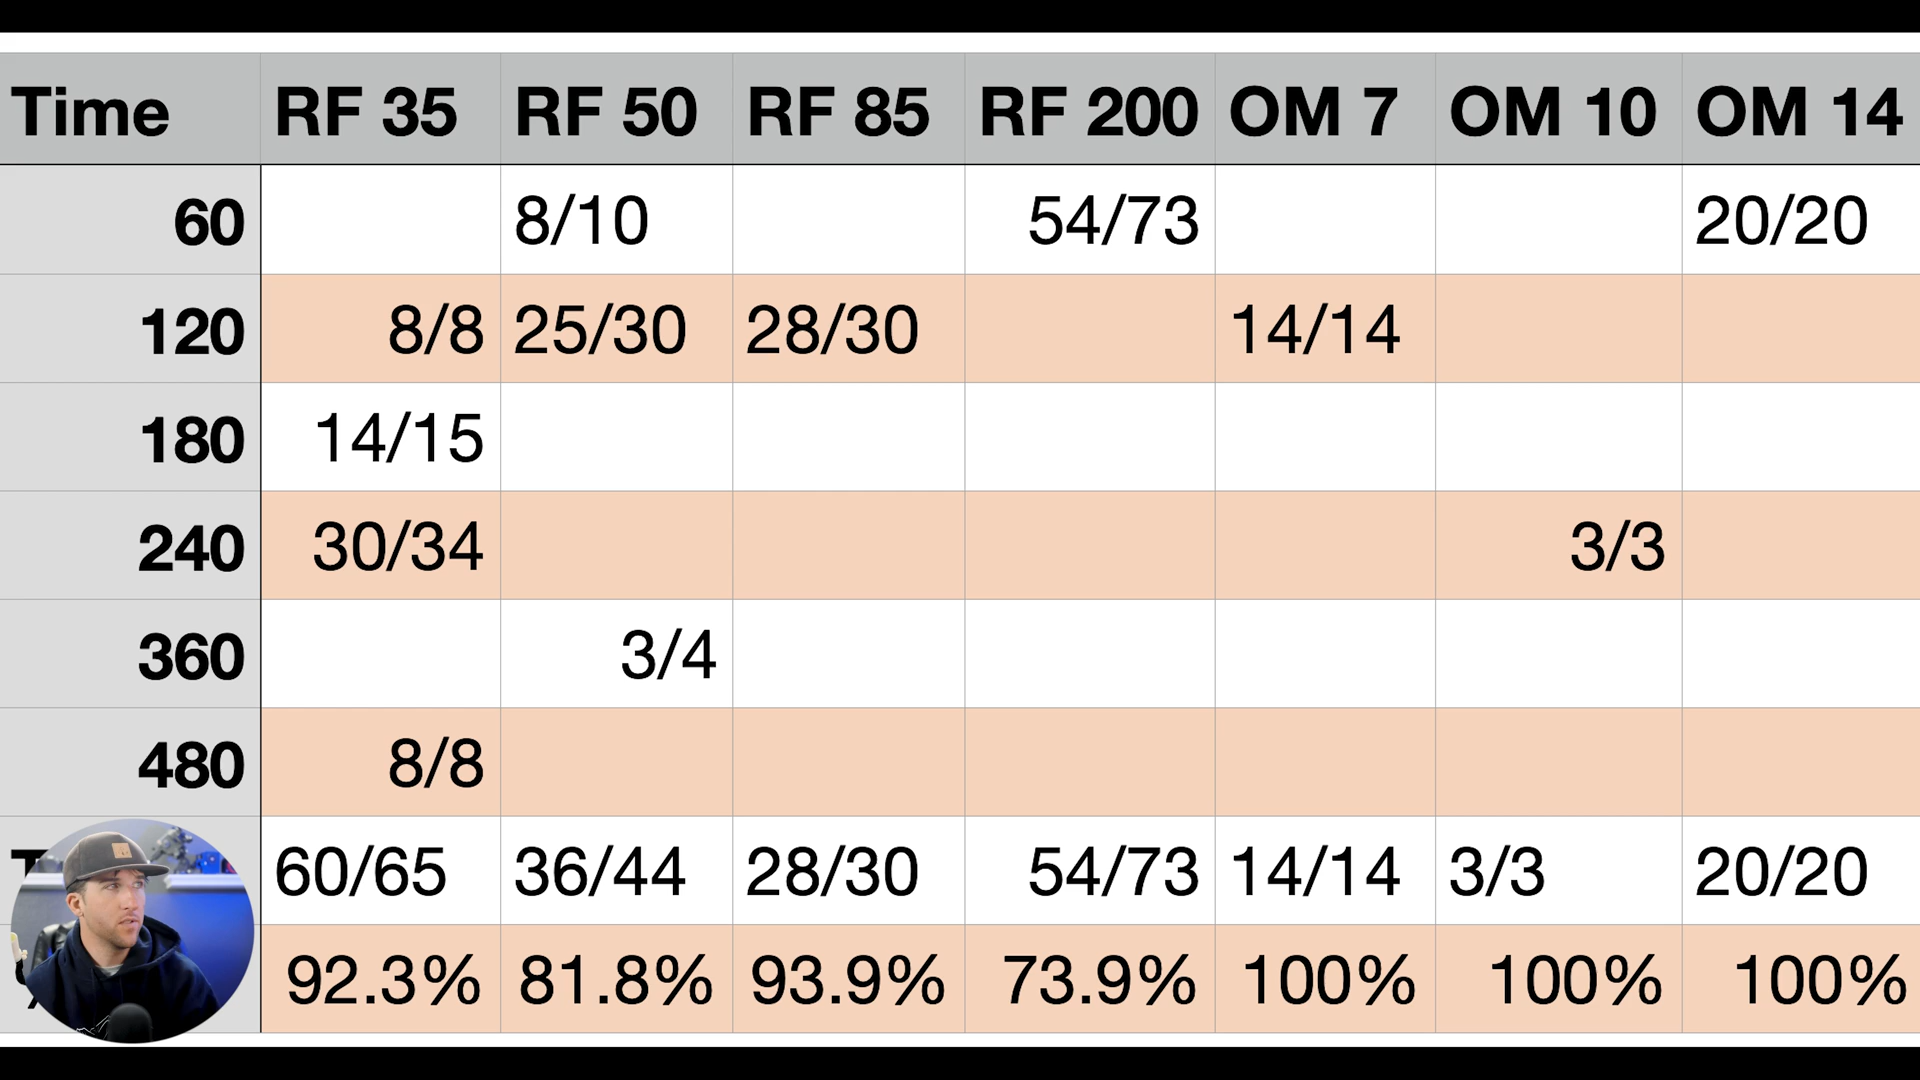 Time RF 35 RF 50 RF 85 RF 200 OM 7 OM 10 OM 14
60 8/10 54/73 20/20
120 8/8 25/30 28/30 14/14
180 14/15
240 30/34 3/3
360 3/4
480 8/8
60/65 36/44 28/30 54/73 14/14 3/3 20/20
92.3% 81.8% 93.9% 73.9% 100% 100% 100%